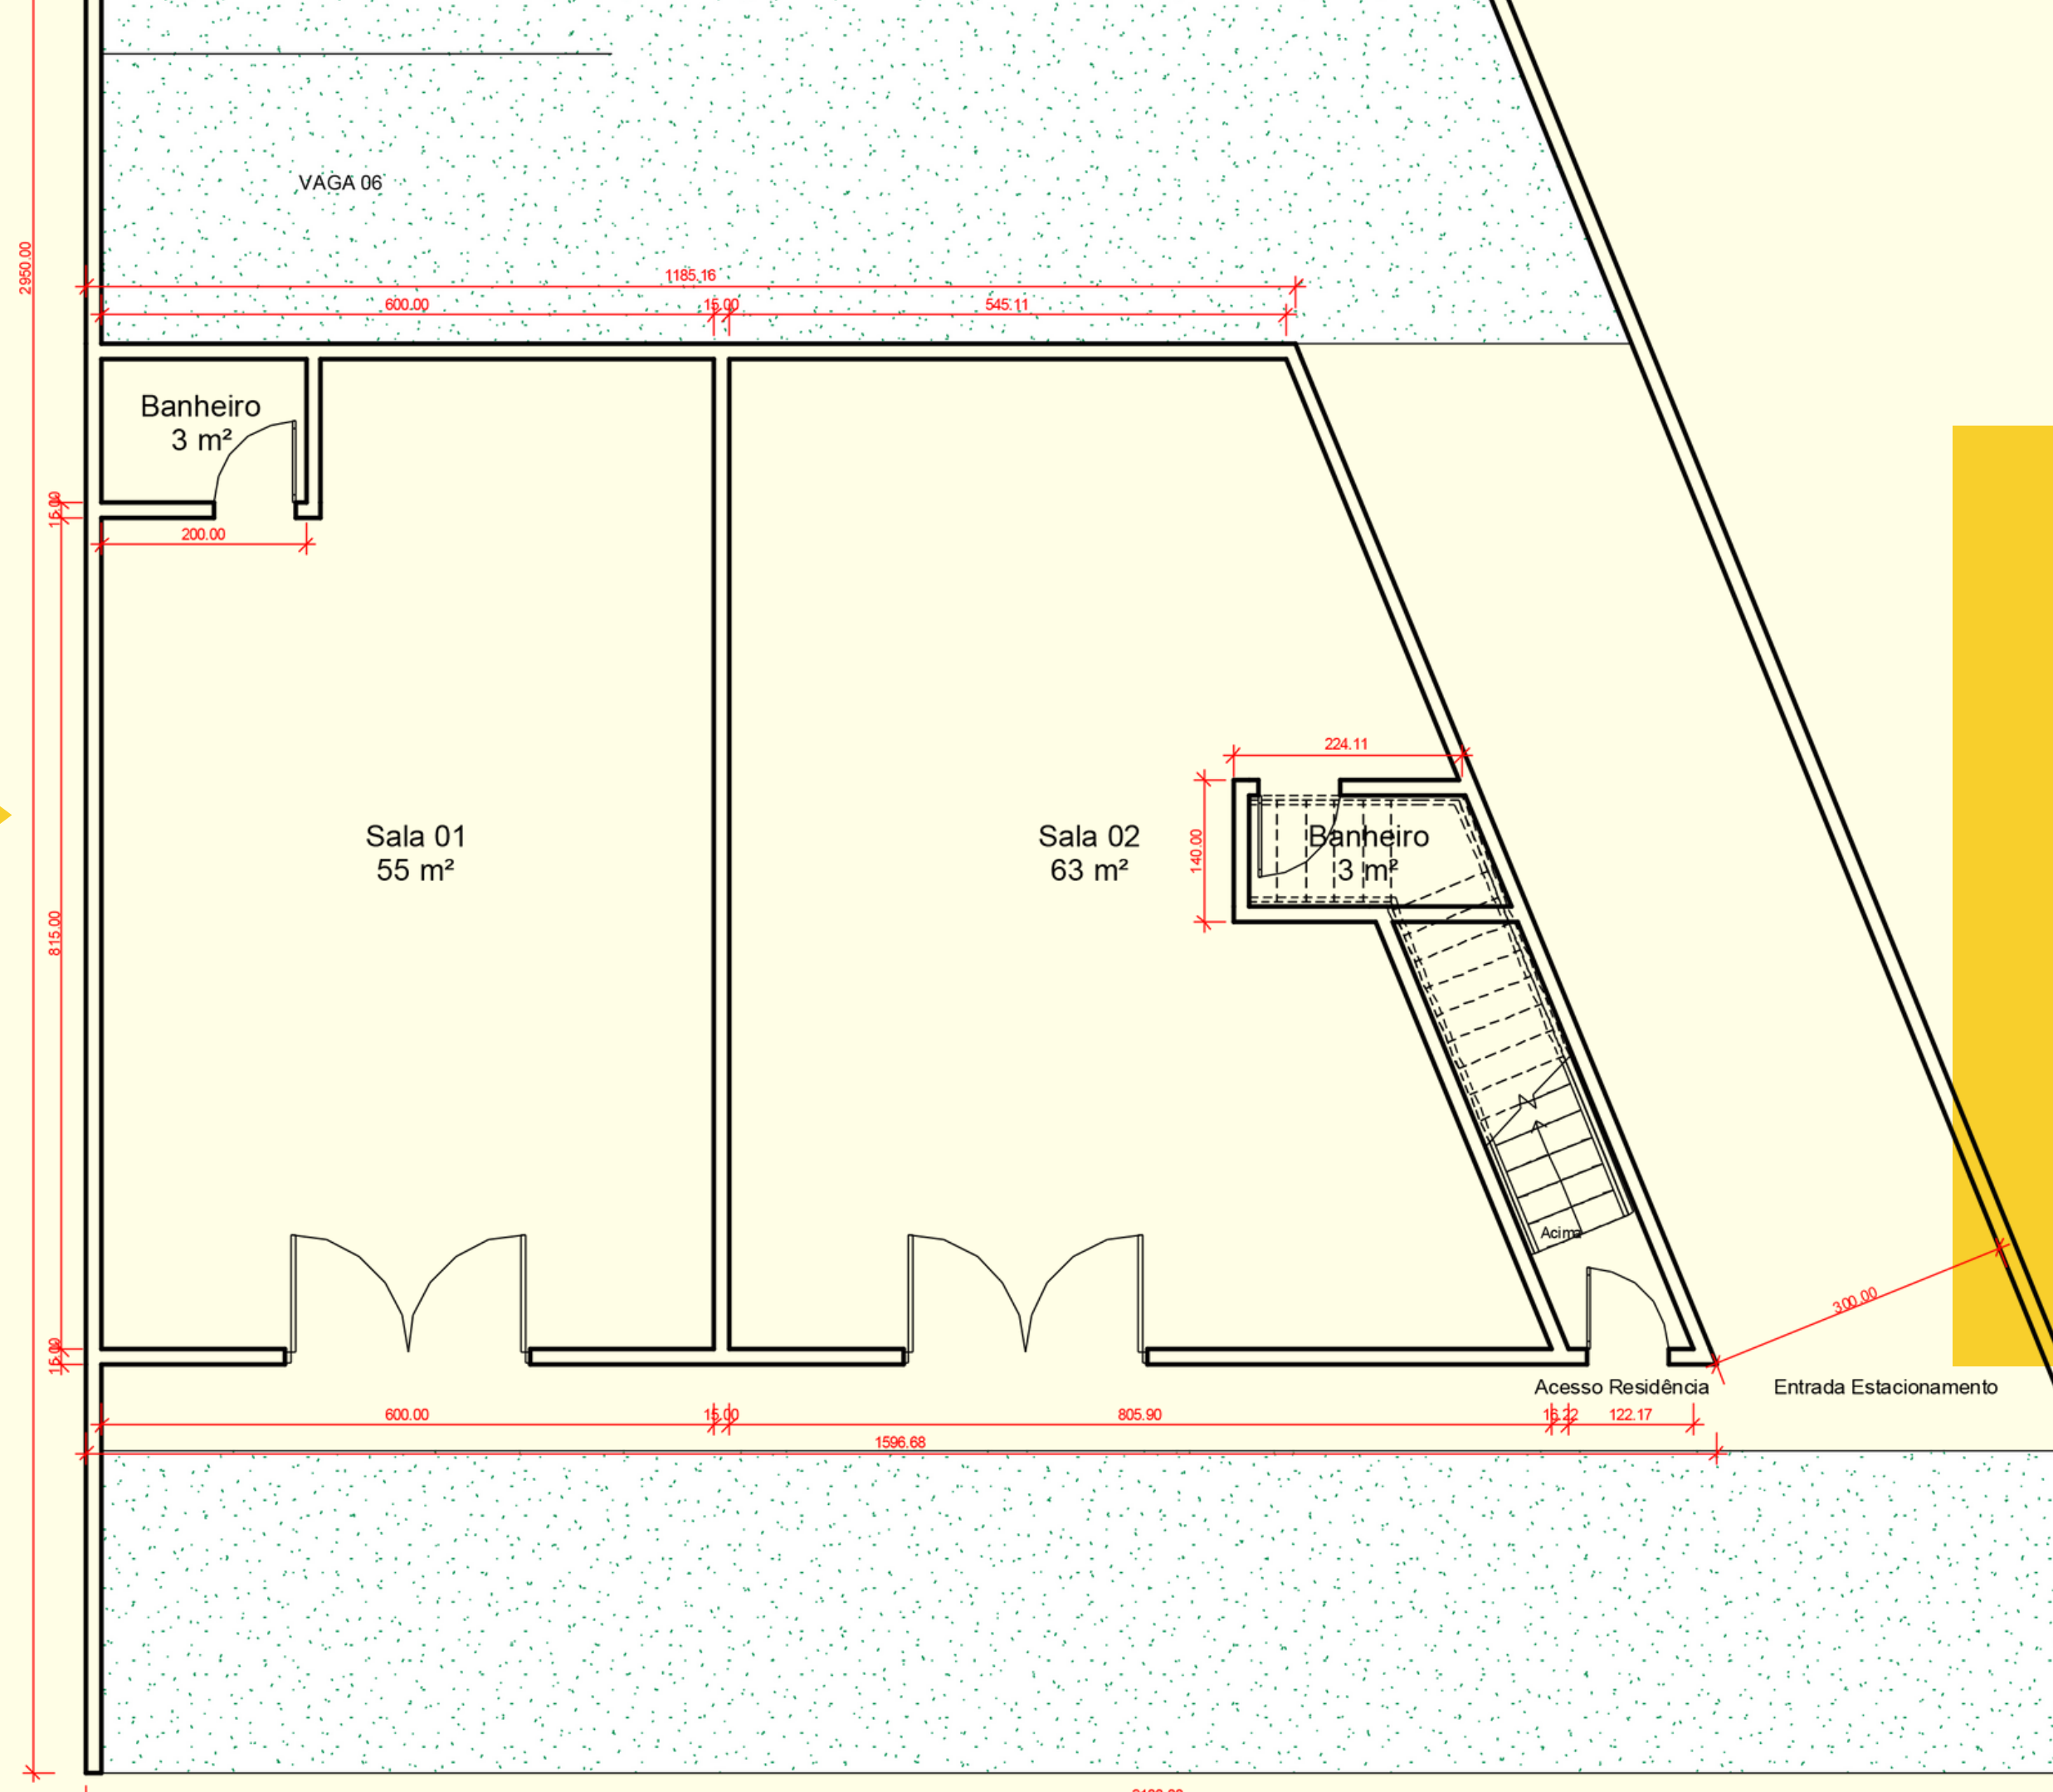 VAGA 06
2950.00
1185.16
600.00
15.00
545.11
Banheiro
3 m²
15.00
200.00
224.11
140.00
Sala 01
55 m²
Sala 02
63 m²
Banheiro
3 m²
815.00
Acima
300.00
15.00
Acesso Residência
Entrada Estacionamento
600.00
15.00
805.90
16.22
122.17
1596.68